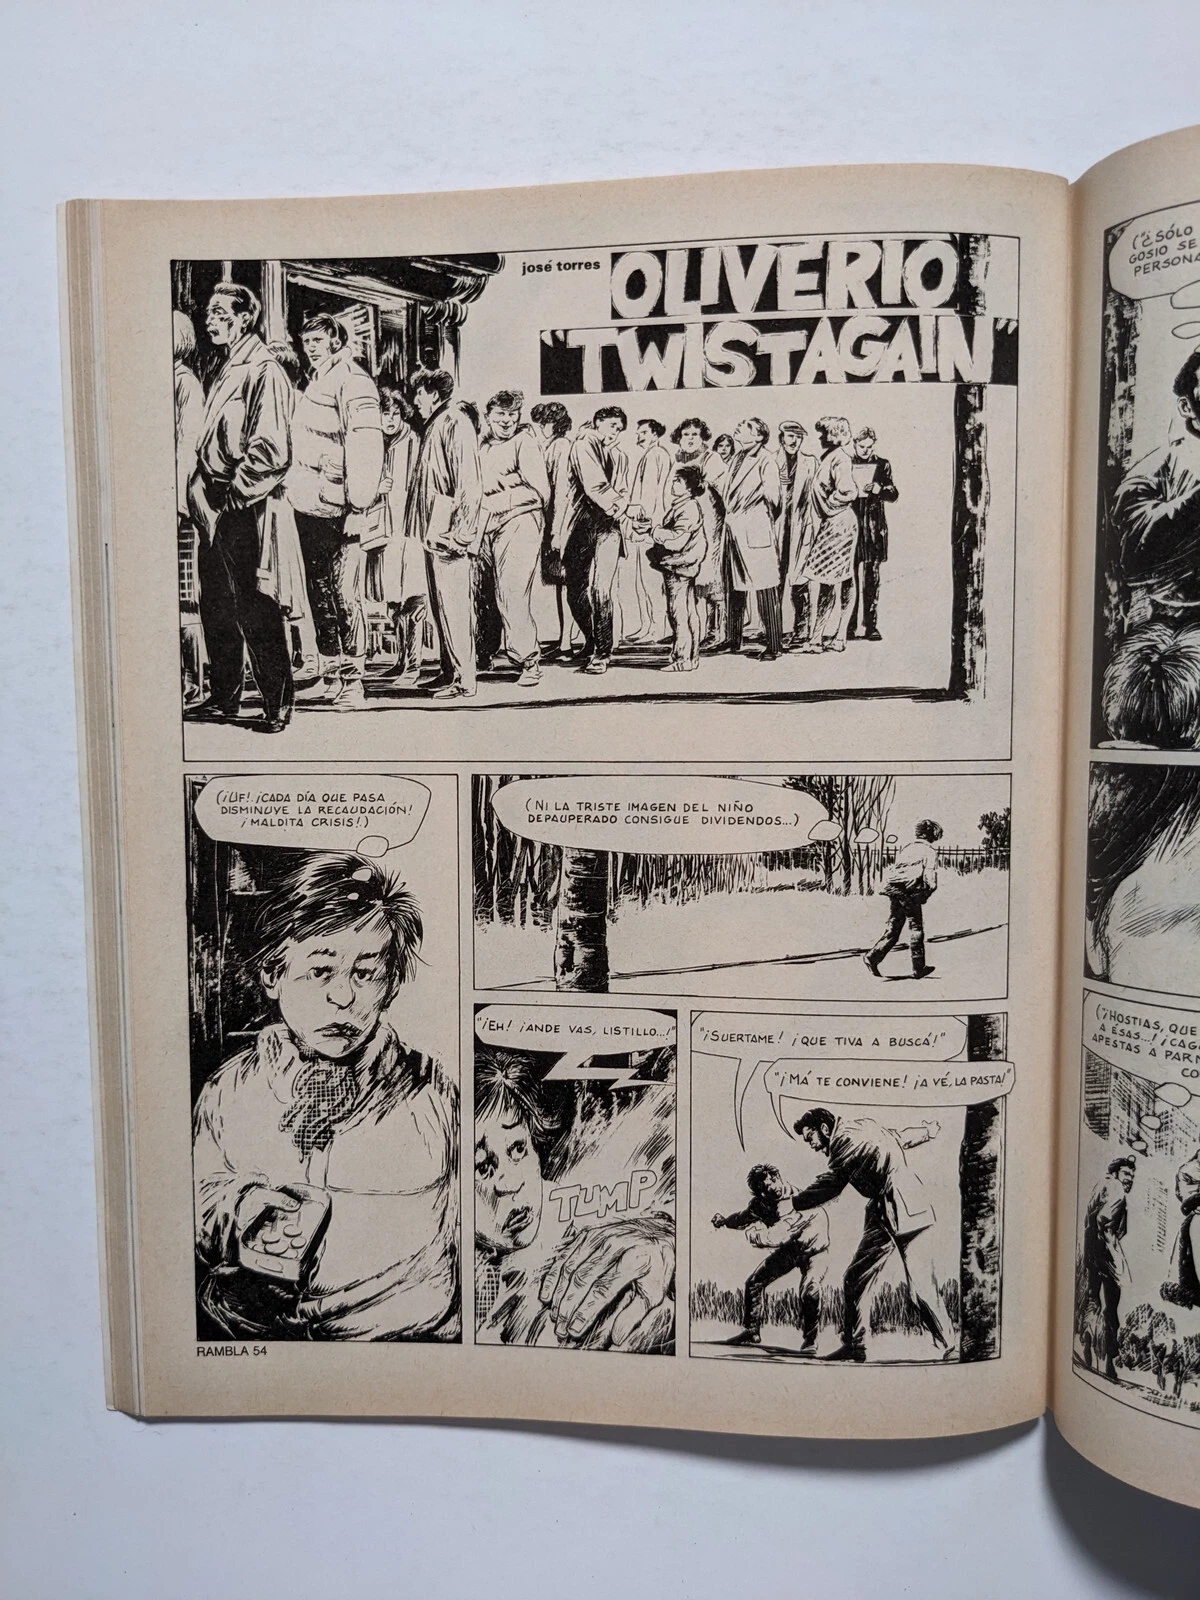 josé torres
OLIVERIO
"TWISTAGAIN"
(¡UF!. ¡CADA DÍA QUE PASA
DISMINUYE LA RECAUDACIÓN!
¡MALDITA CRISIS!.)
(NI LA TRISTE IMAGEN DEL NIÑO
DEPAUPERADO CONSIGUE DIVIDENDOS...)
"¡EH! ¡ANDE VAS, LISTILLO...!"
TUMP
"¡SUERTAME! ¡QUE TIVA A BUSCÁ!"
"¡MÁ TE CONVIENE! ¡A VÉ, LA PASTA!"
RAMBLA 54
("¿SÓLO
GOSIO SE
PERSONA
("¡HOSTIAS, QUE
A ÉSAS...! ¡CAG
APESTAS A PARM
CO